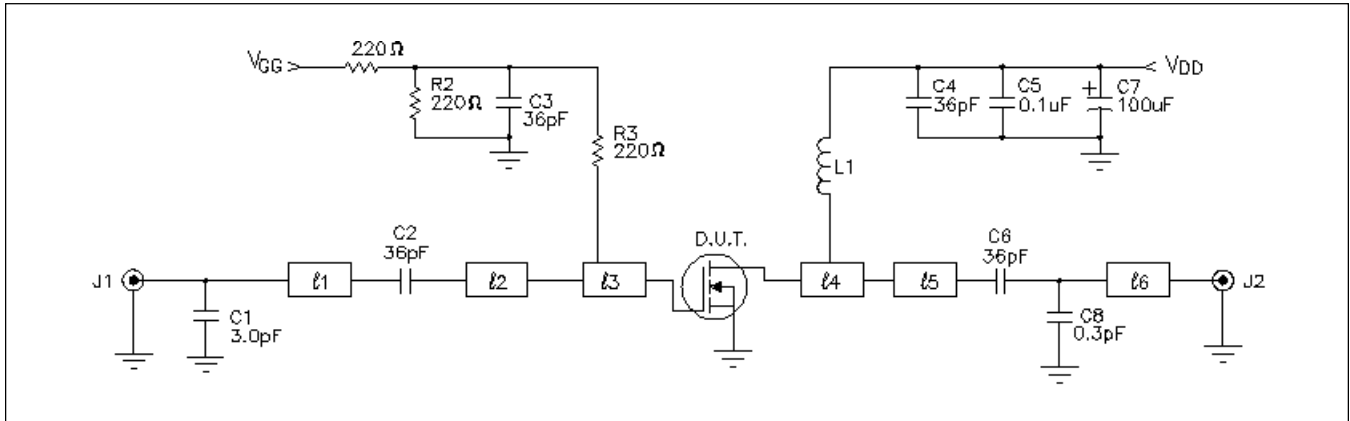 VGG
220Ω
R2
220Ω
C3
36pF
R3
220Ω
C4
36pF
C5
0.1uF
+
C7
100uF
VDD
L1
D.U.T.
J1
C1
3.0pF
ℓ1
C2
36pF
ℓ2
ℓ3
ℓ4
ℓ5
C6
36pF
C8
0.3pF
ℓ6
J2